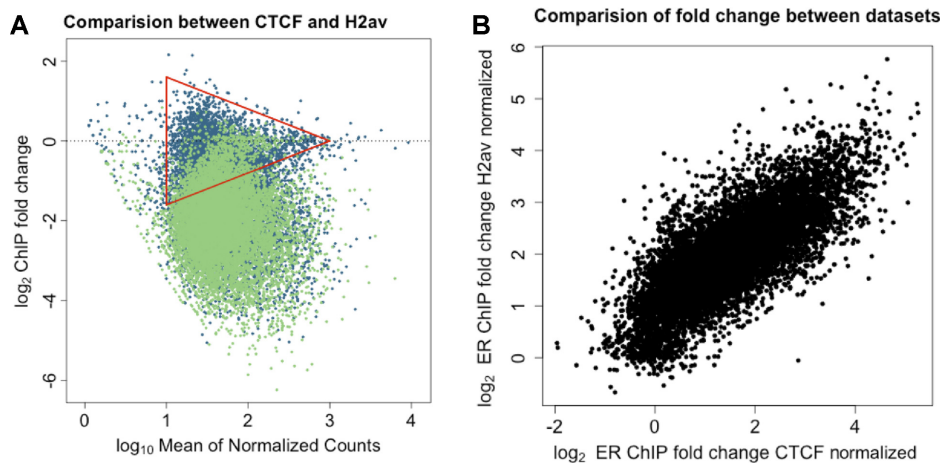 A
Comparision between CTCF and H2av
log2 ChIP fold change
2
0
-2
-4
-6
0 1 2 3 4
log10 Mean of Normalized Counts
B
Comparision of fold change between datasets
log2 ER ChIP fold change H2av normalized
6
5
4
3
2
1
0
-2 0 2 4
log2 ER ChIP fold change CTCF normalized